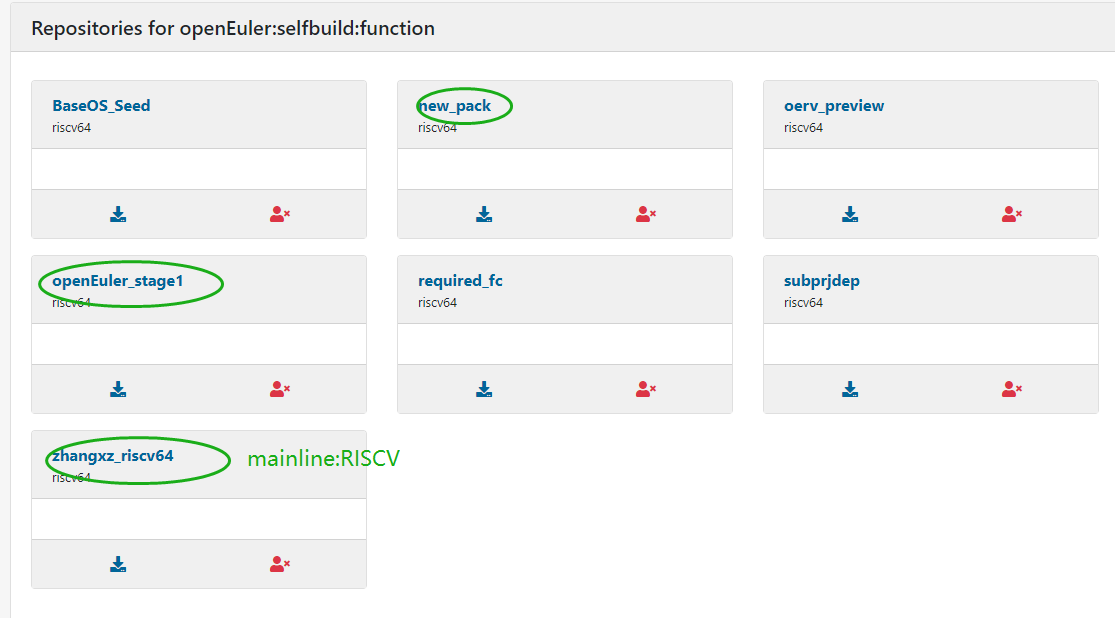 Repositories for openEuler:selfbuild:function
BaseOS_Seed
riscv64
new_pack
riscv64
oerv_preview
riscv64
openEuler_stage1
riscv64
required_fc
riscv64
subprjdep
riscv64
zhangxz_riscv64
riscv64
mainline:RISCV